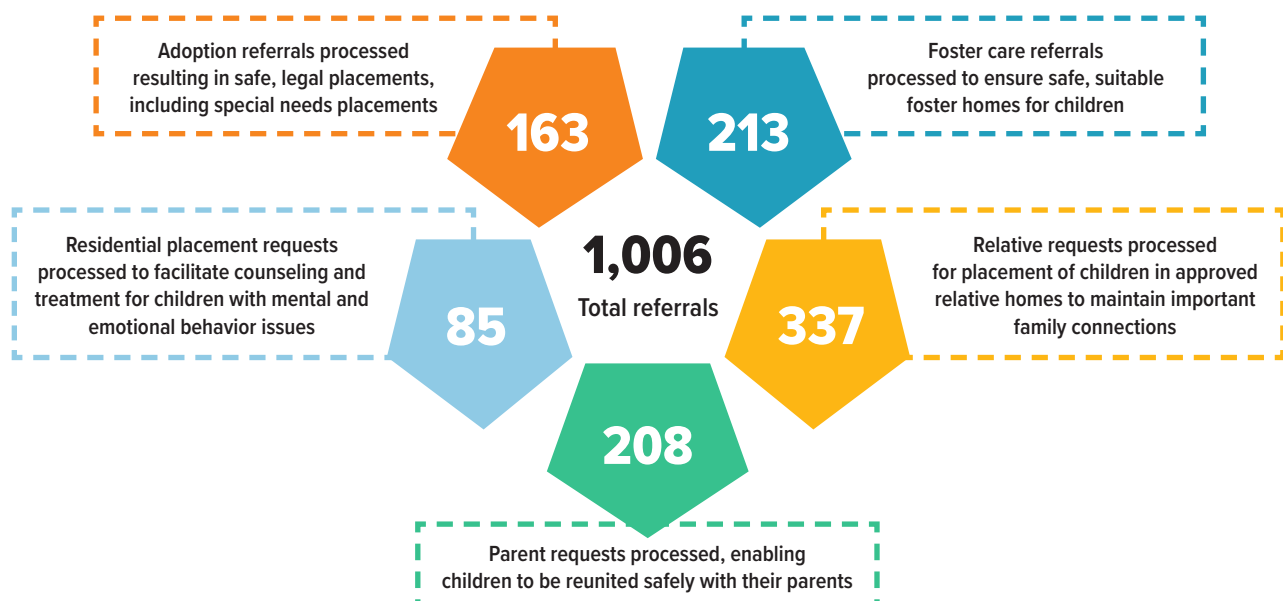 Adoption referrals processed
resulting in safe, legal placements,
including special needs placements
163
213
Foster care referrals
processed to ensure safe, suitable
foster homes for children
Residential placement requests
processed to facilitate counseling and
treatment for children with mental and
emotional behavior issues
85
1,006
Total referrals
337
Relative requests processed
for placement of children in approved
relative homes to maintain important
family connections
208
Parent requests processed, enabling
children to be reunited safely with their parents